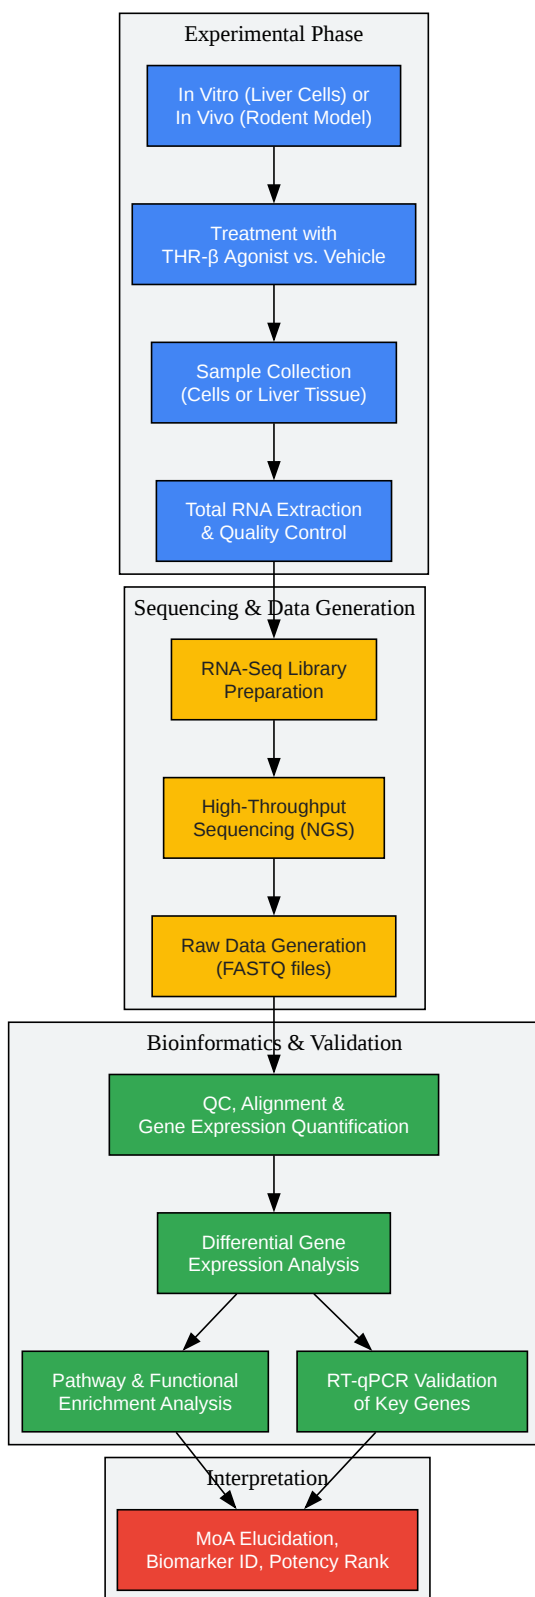 Experimental Phase
In Vitro (Liver Cells) or
In Vivo (Rodent Model)
Treatment with
THR-β Agonist vs. Vehicle
Sample Collection
(Cells or Liver Tissue)
Total RNA Extraction
& Quality Control
Sequencing & Data Generation
RNA-Seq Library
Preparation
High-Throughput
Sequencing (NGS)
Raw Data Generation
(FASTQ files)
Bioinformatics & Validation
QC, Alignment &
Gene Expression Quantification
Differential Gene
Expression Analysis
Pathway & Functional
Enrichment Analysis
RT-qPCR Validation
of Key Genes
Interpretation
MoA Elucidation,
Biomarker ID, Potency Rank